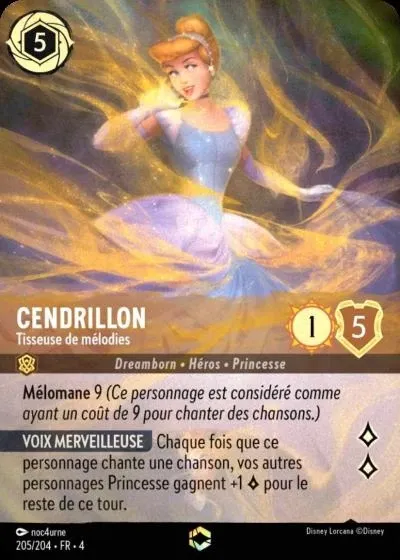 5
CENDRILLON
Tisseuse de mélodies
1
5
Dreamborn • Héros • Princesse
Mélomane 9 (Ce personnage est considéré comme
ayant un coût de 9 pour chanter des chansons.)
VOIX MERVEILLEUSE Chaque fois que ce
personnage chante une chanson, vos autres
personnages Princesse gagnent +1 pour le
reste de ce tour.
noc4urne
205/204 • FR • 4
Disney Lorcana ©Disney